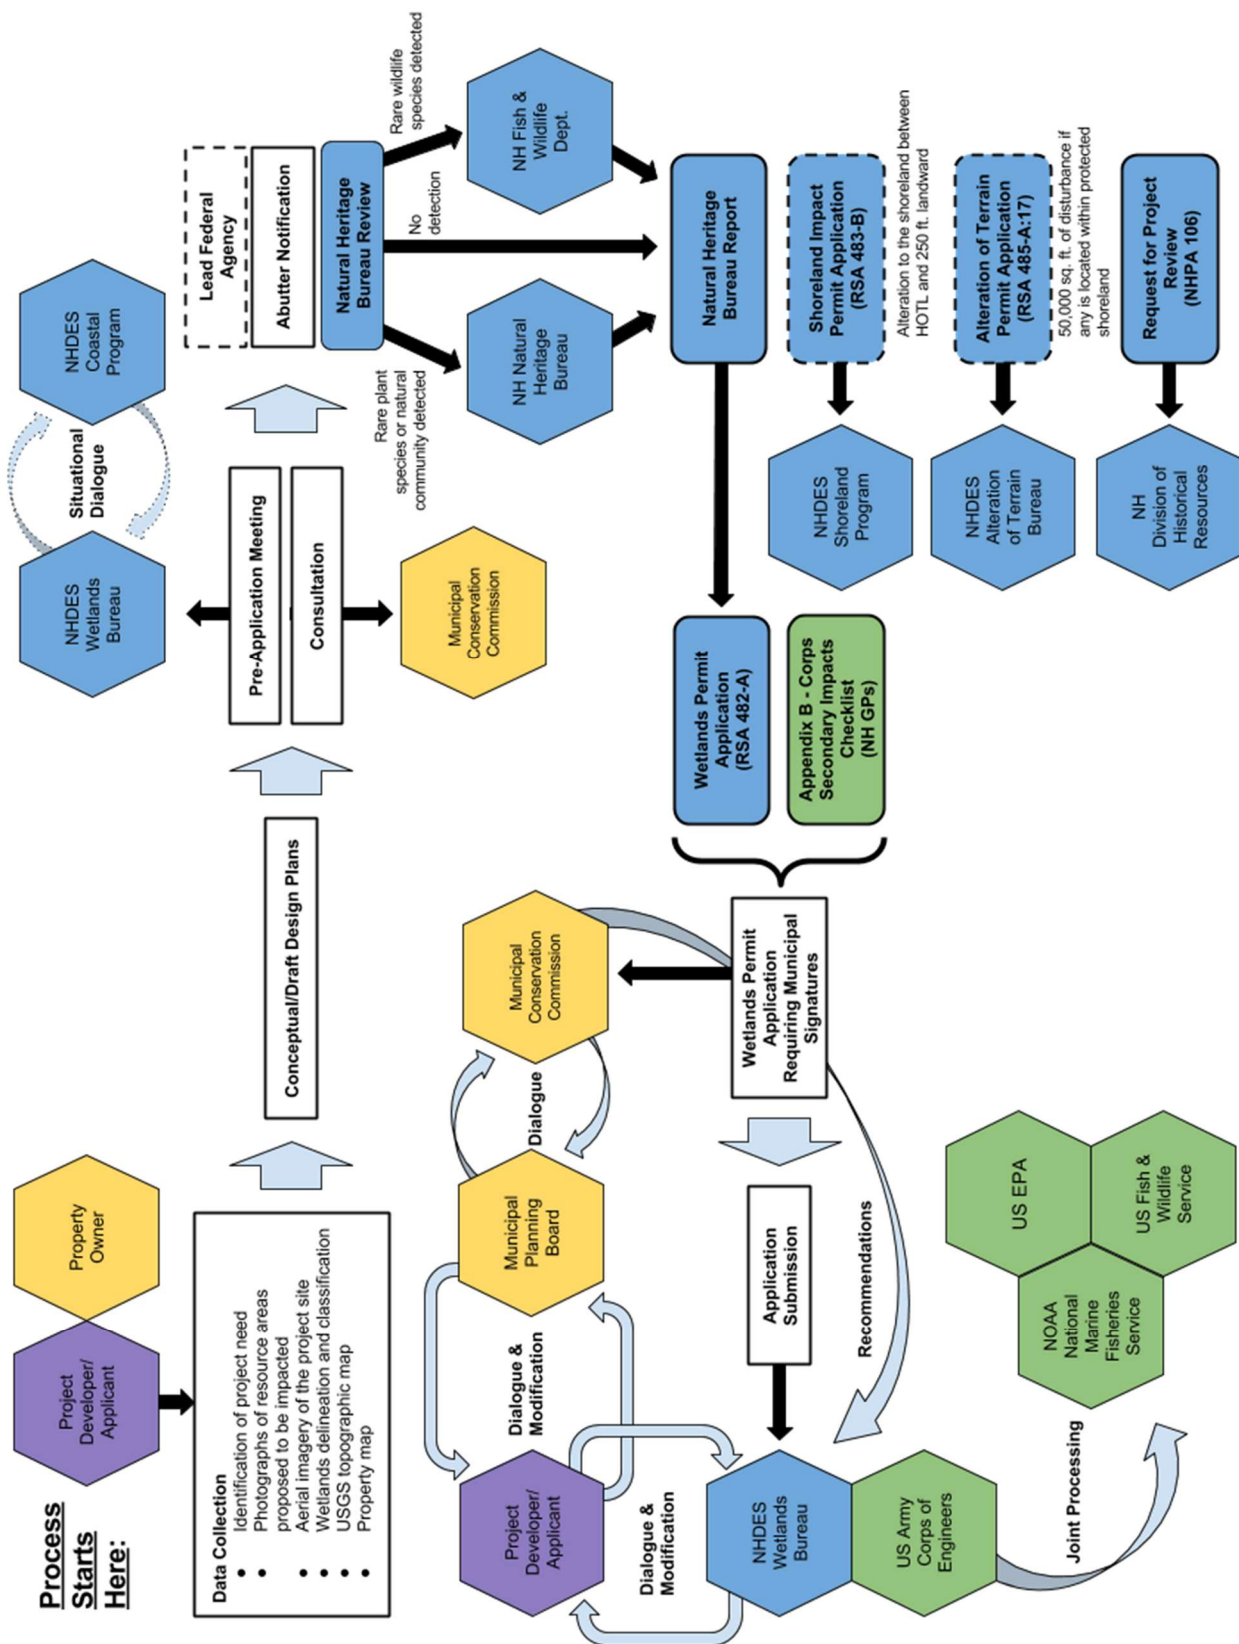 Process
Starts
Here:
Project
Developer/
Applicant
Property
Owner
Data Collection
• Identification of project need
• Photographs of resource areas
proposed to be impacted
• Aerial imagery of the project site
• Wetlands delineation and classification
• USGS topographic map
• Property map
Conceptual/Draft Design Plans
Pre-Application Meeting
Consultation
NHDES
Wetlands
Bureau
Situational
Dialogue
NHDES
Coastal
Program
Municipal
Conservation
Commission
Lead Federal
Agency
Abutter Notification
Natural Heritage
Bureau Review
Rare plant
species or natural
community detected
No
detection
Rare wildlife
species detected
NH Natural
Heritage
Bureau
NH Fish &
Wildlife
Dept.
Natural Heritage
Bureau Report
Shoreland Impact
Permit Application
(RSA 483-B)
Alteration to the shoreland between
HOTL and 250 ft. landward
NHDES
Shoreland
Program
Alteration of Terrain
Permit Application
(RSA 485-A:17)
50,000 sq. ft. of disturbance if
any is located within protected
shoreland
NHDES
Alteration
of Terrain
Bureau
Request for Project
Review
(NHPA 106)
NH
Division of
Historical
Resources
Wetlands Permit
Application
(RSA 482-A)
Appendix B - Corps
Secondary Impacts
Checklist
(NH GPs)
Wetlands Permit
Application
Requiring Municipal
Signatures
Municipal
Conservation
Commission
Dialogue
Municipal
Planning
Board
Dialogue &
Modification
Project
Developer/
Applicant
Dialogue &
Modification
Application
Submission
Recommendations
NHDES
Wetlands
Bureau
US Army
Corps of
Engineers
Joint Processing
NOAA
National
Marine
Fisheries
Service
US EPA
US Fish &
Wildlife
Service